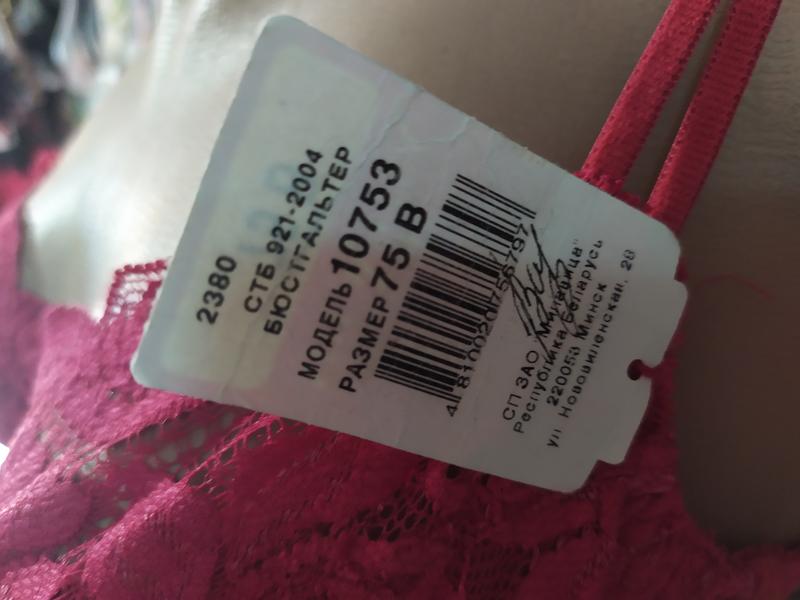 2380
СТБ 921-2004
БЮСТГАЛЬТЕР
МОДЕЛЬ 10753
РАЗМЕР 75 В
СП ЗАО „Милавица"
Республика Беларусь
220053 Минск
ул Нововиленская, 28